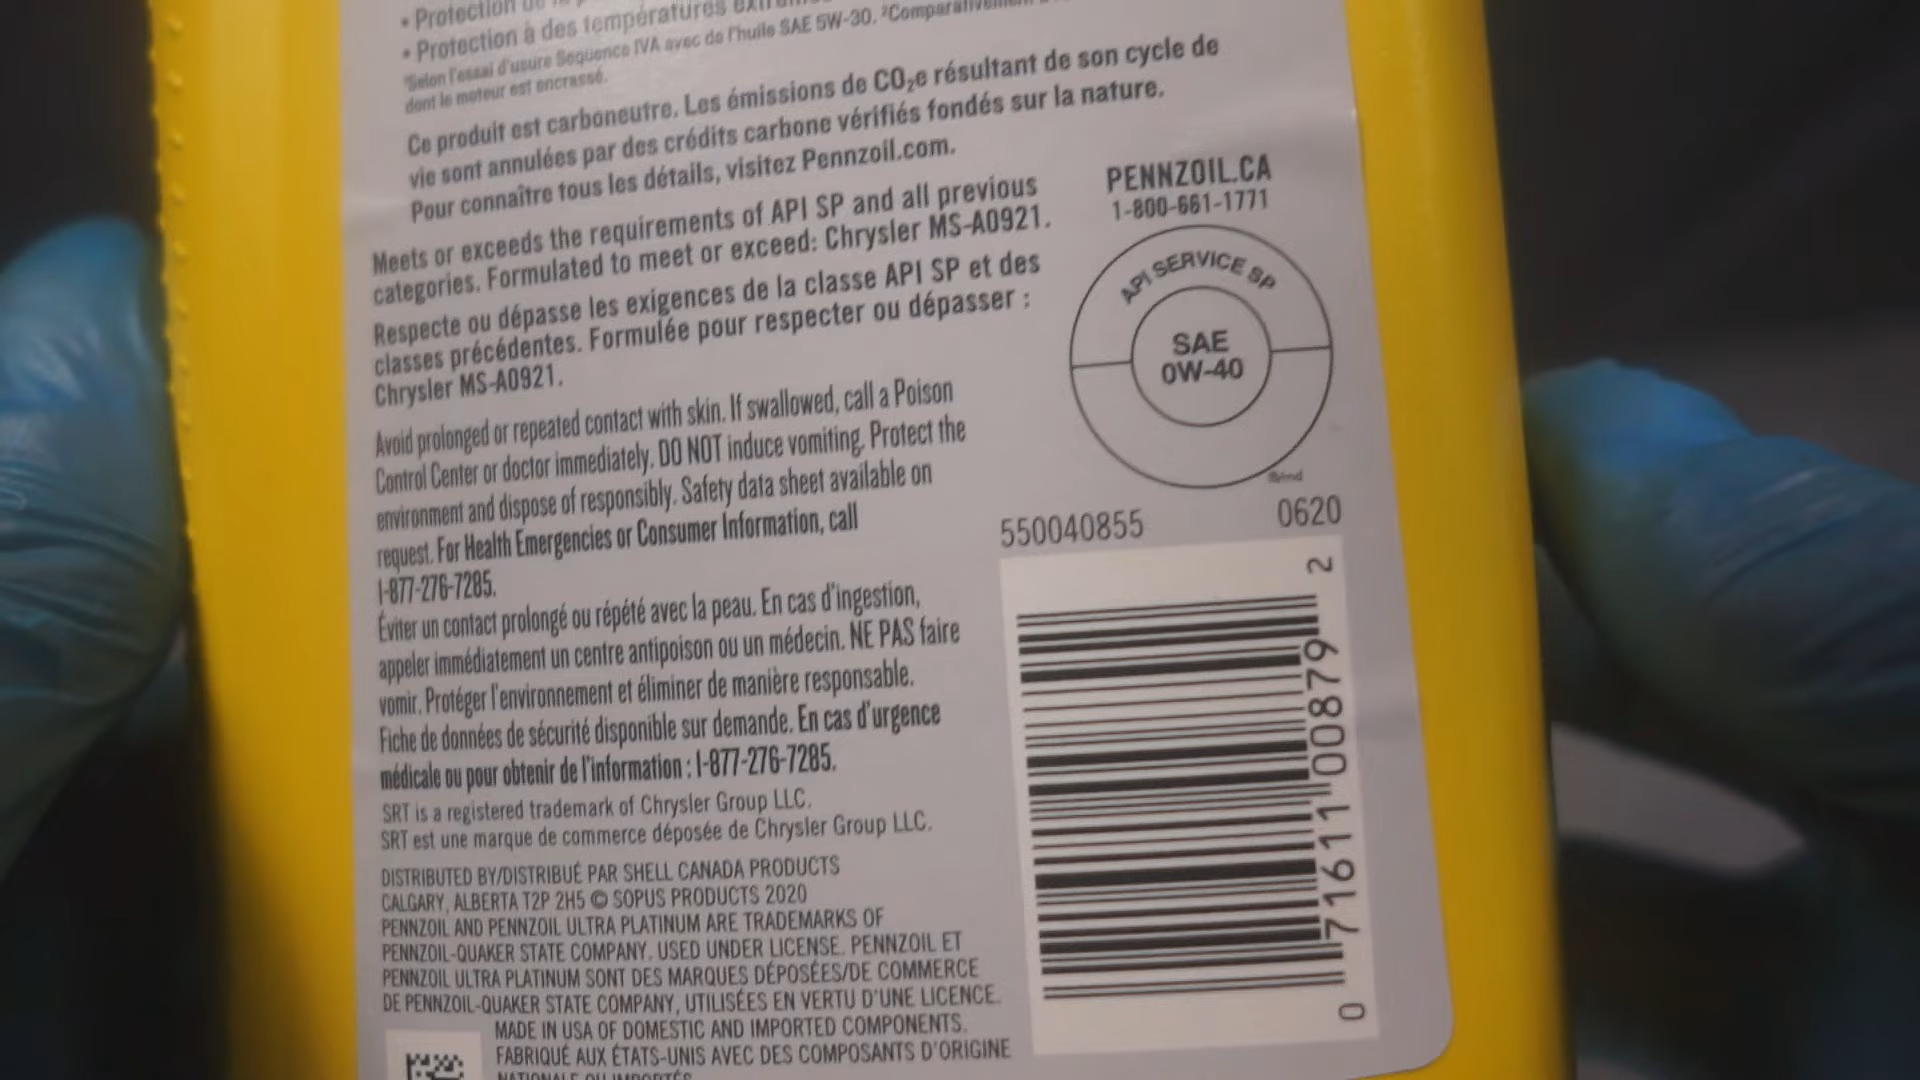 • Protection
• Protection à des températures
¹Selon l'essai d'usure Sequence IVA avec de l'huile SAE 5W-30. ²Comparativement
dont le moteur est encrassé.
Ce produit est carboneutre. Les émissions de CO₂e résultant de son cycle de
vie sont annulées par des crédits carbone vérifiés fondés sur la nature.
Pour connaître tous les détails, visitez Pennzoil.com.
Meets or exceeds the requirements of API SP and all previous
categories. Formulated to meet or exceed: Chrysler MS-A0921.
Respecte ou dépasse les exigences de la classe API SP et des
classes précédentes. Formulée pour respecter ou dépasser :
Chrysler MS-A0921.
Avoid prolonged or repeated contact with skin. If swallowed, call a Poison
Control Center or doctor immediately. DO NOT induce vomiting. Protect the
environment and dispose of responsibly. Safety data sheet available on
request. For Health Emergencies or Consumer Information, call
1-877-276-7285.
Éviter un contact prolongé ou répété avec la peau. En cas d'ingestion,
appeler immédiatement un centre antipoison ou un médecin. NE PAS faire
vomir. Protéger l'environnement et éliminer de manière responsable.
Fiche de données de sécurité disponible sur demande. En cas d'urgence
médicale ou pour obtenir de l'information : 1-877-276-7285.
SRT is a registered trademark of Chrysler Group LLC.
SRT est une marque de commerce déposée de Chrysler Group LLC.
DISTRIBUTED BY/DISTRIBUÉ PAR SHELL CANADA PRODUCTS
CALGARY, ALBERTA T2P 2H5 © SOPUS PRODUCTS 2020
PENNZOIL AND PENNZOIL ULTRA PLATINUM ARE TRADEMARKS OF
PENNZOIL-QUAKER STATE COMPANY. USED UNDER LICENSE. PENNZOIL ET
PENNZOIL ULTRA PLATINUM SONT DES MARQUES DÉPOSÉES/DE COMMERCE
DE PENNZOIL-QUAKER STATE COMPANY, UTILISÉES EN VERTU D'UNE LICENCE.
MADE IN USA OF DOMESTIC AND IMPORTED COMPONENTS.
FABRIQUÉ AUX ÉTATS-UNIS AVEC DES COMPOSANTS D'ORIGINE
NATIONALE OU IMPORTÉS
PENNZOIL.CA
1-800-661-1771
API SERVICE SP
SAE
0W-40
550040855 0620
0 71611 00879 2